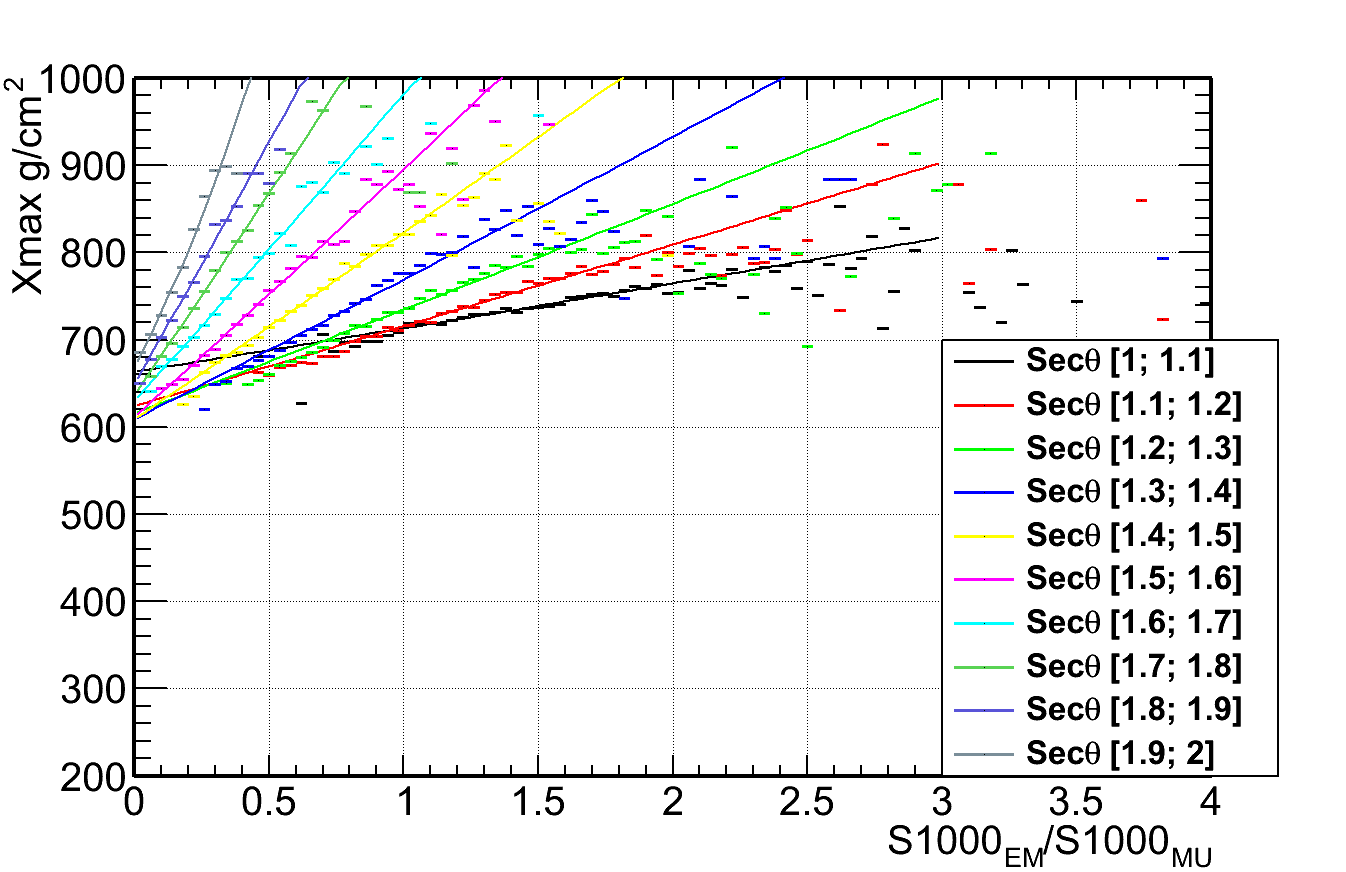 Xmax g/cm²
1000
900
800
700
600
500
400
300
200
0
0.5
1
1.5
2
2.5
3
3.5
4
S1000EM/S1000MU
Secθ [1; 1.1]
Secθ [1.1; 1.2]
Secθ [1.2; 1.3]
Secθ [1.3; 1.4]
Secθ [1.4; 1.5]
Secθ [1.5; 1.6]
Secθ [1.6; 1.7]
Secθ [1.7; 1.8]
Secθ [1.8; 1.9]
Secθ [1.9; 2]